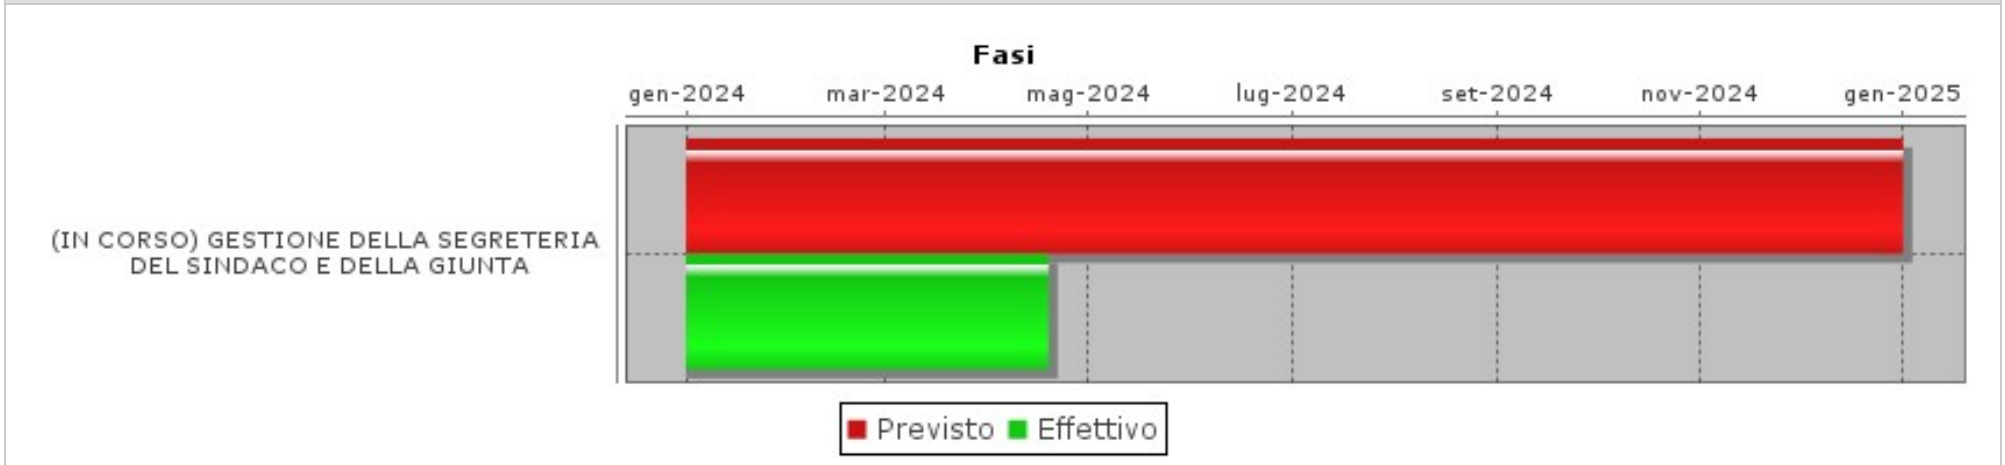 Fasi
gen-2024 mar-2024 mag-2024 lug-2024 set-2024 nov-2024 gen-2025
(IN CORSO) GESTIONE DELLA SEGRETERIA
DEL SINDACO E DELLA GIUNTA
Previsto Effettivo